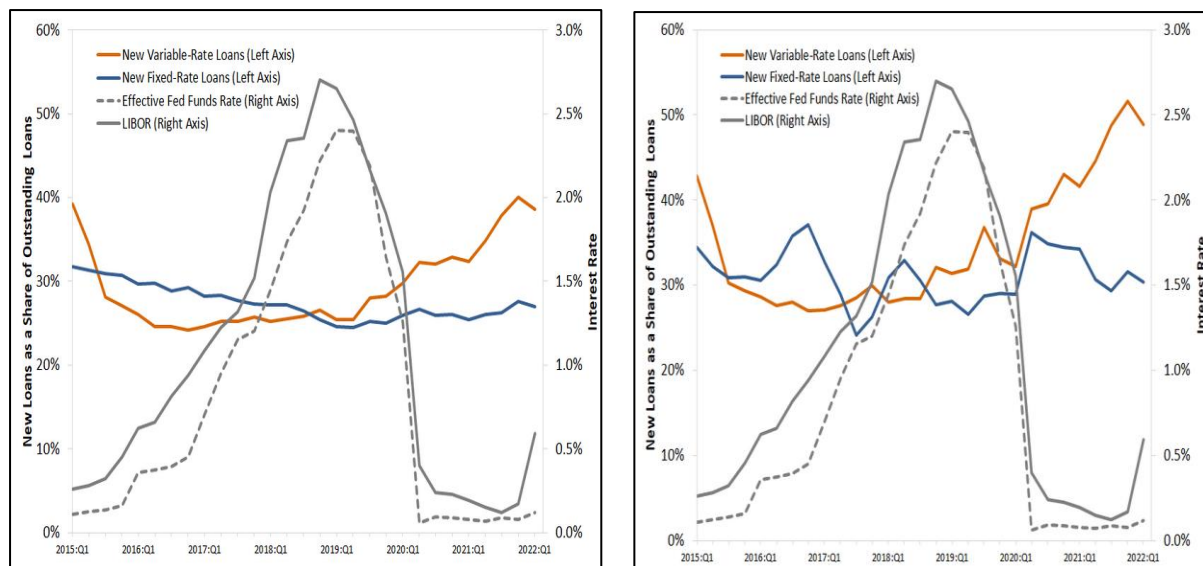 60%
50%
40%
30%
20%
10%
0%
New Loans as a Share of Outstanding Loans
New Variable-Rate Loans (Left Axis)
New Fixed-Rate Loans (Left Axis)
Effective Fed Funds Rate (Right Axis)
LIBOR (Right Axis)
3.0%
2.5%
2.0%
1.5%
1.0%
0.5%
0.0%
Interest Rate
2015:Q1 2016:Q1 2017:Q1 2018:Q1 2019:Q1 2020:Q1 2021:Q1 2022:Q1
60%
50%
40%
30%
20%
10%
0%
New Loans as a Share of Outstanding Loans
New Variable-Rate Loans (Left Axis)
New Fixed-Rate Loans (Left Axis)
Effective Fed Funds Rate (Right Axis)
LIBOR (Right Axis)
3.0%
2.5%
2.0%
1.5%
1.0%
0.5%
0.0%
Interest Rate
2015:Q1 2016:Q1 2017:Q1 2018:Q1 2019:Q1 2020:Q1 2021:Q1 2022:Q1